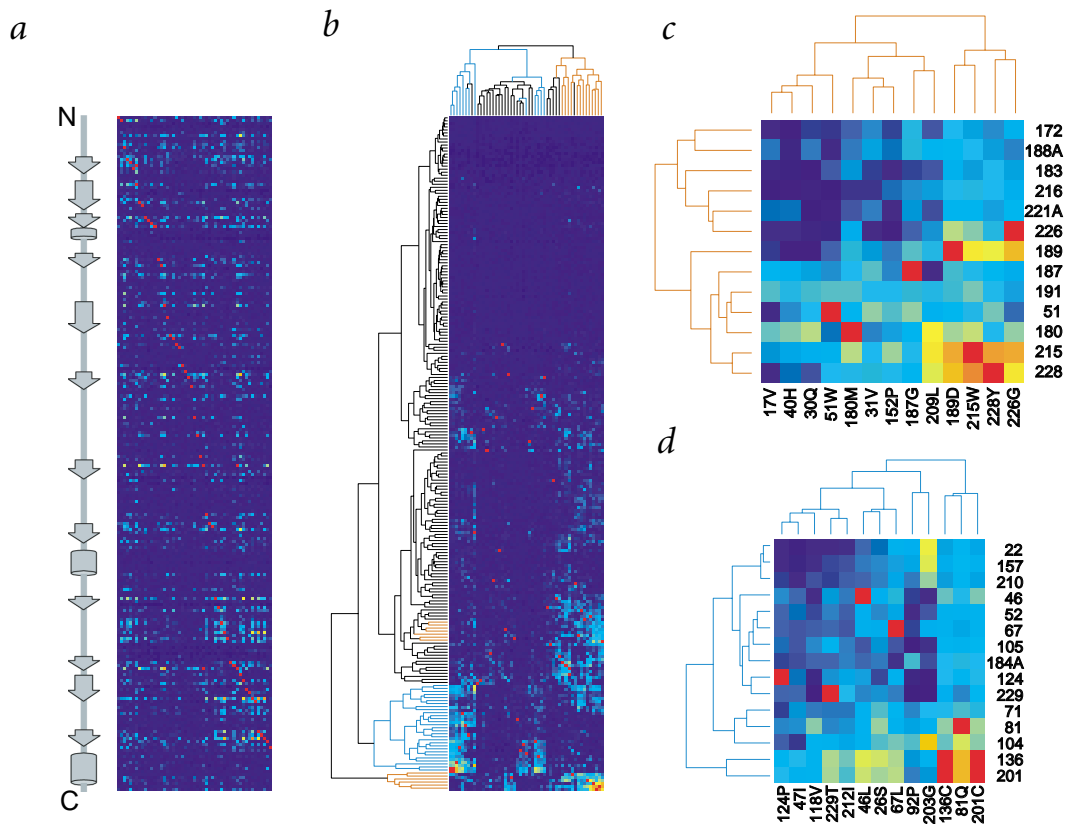 a
b
c
N
C
172
188A
183
216
221A
226
189
187
191
51
180
215
228
17V
40H
30Q
51W
180M
31V
152P
187G
209L
189D
215W
228Y
226G
d
22
157
210
46
52
67
105
184A
124
229
71
81
104
136
201
124P
47I
118V
229T
212I
46L
26S
67L
92P
203G
136C
81Q
201C